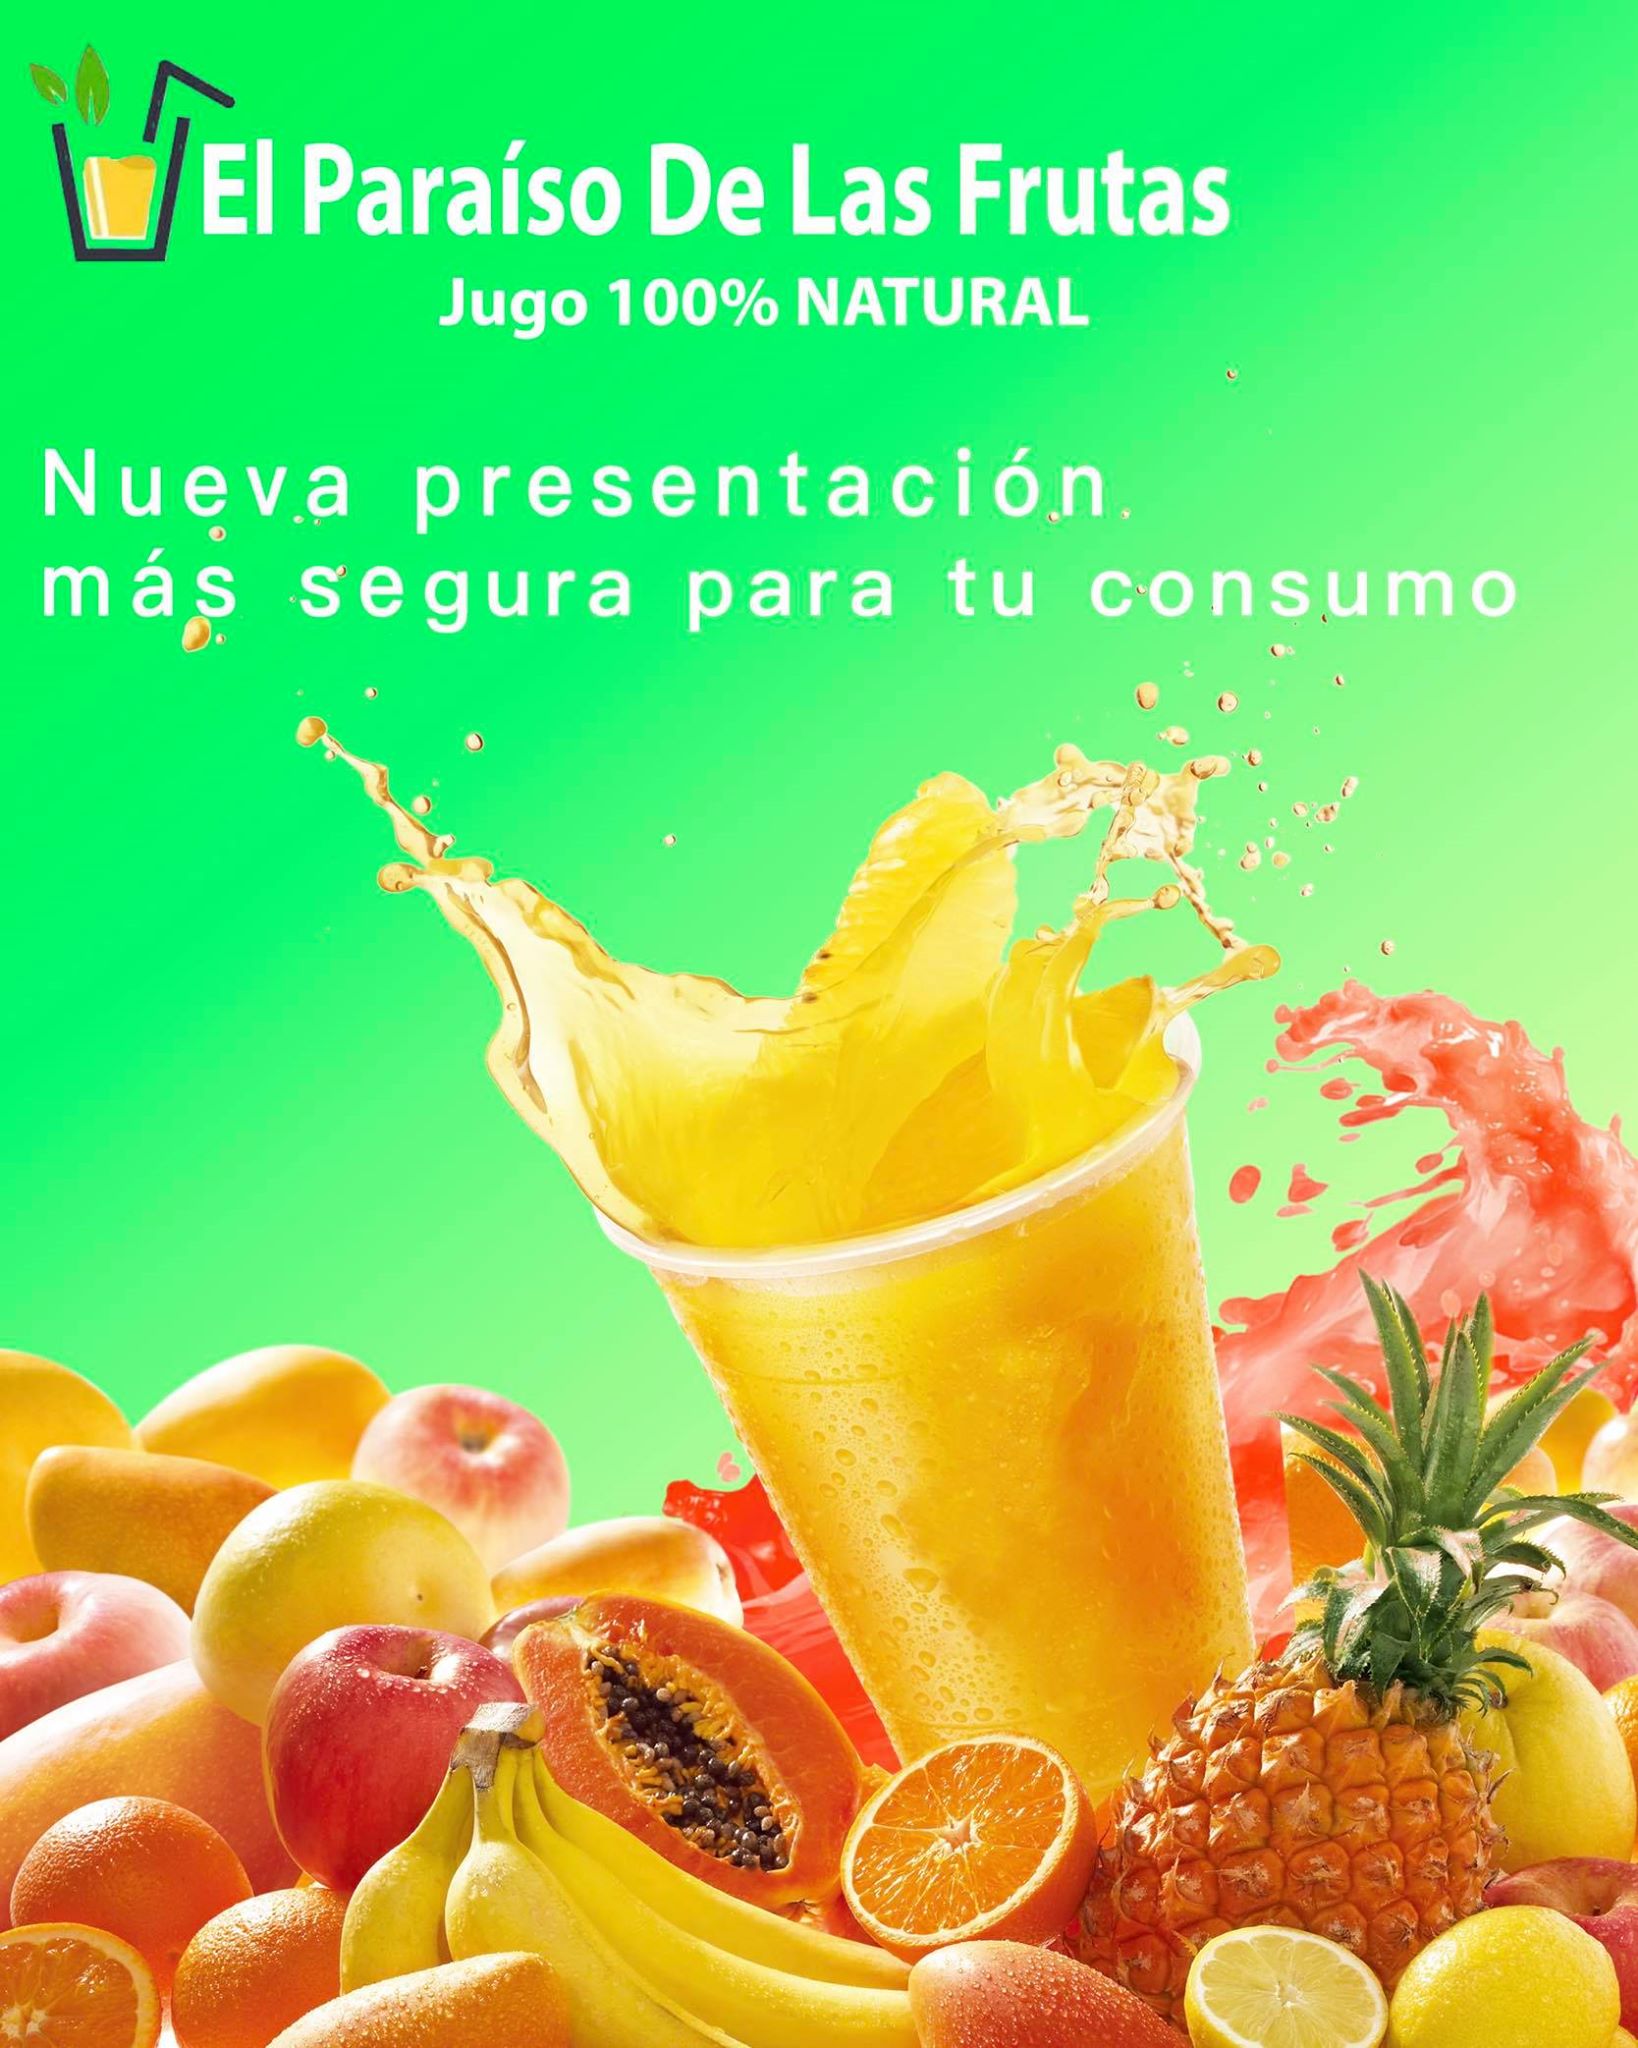 El Paraíso De Las Frutas
Jugo 100% NATURAL
Nueva presentación
más segura para tu consumo